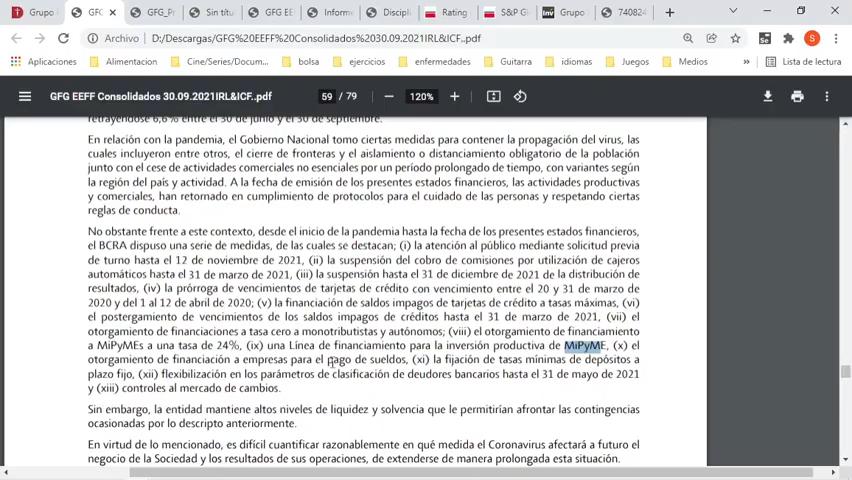 Grupo
GFG
GFG_Pr
Sin títu
GFG EE
Informe
Discipli
Rating
S&P Gl
Inv Grupo
740824
Archivo | D:/Descargas/GFG%20EEFF%20Consolidados%2030.09.2021IRL&ICF..pdf
Aplicaciones Alimentacion Cine/Series/Docum... bolsa ejercicios enfermedades Guitarra idiomas Juegos Medios » Lista de lectura
GFG EEFF Consolidados 30.09.2021IRL&ICF..pdf 59 / 79 — 120% +
retrayéndose 6,6% entre el 30 de junio y el 30 de septiembre.
En relación con la pandemia, el Gobierno Nacional tomo ciertas medidas para contener la propagación del virus, las
cuales incluyeron entre otros, el cierre de fronteras y el aislamiento o distanciamiento obligatorio de la población
junto con el cese de actividades comerciales no esenciales por un período prolongado de tiempo, con variantes según
la región del país y actividad. A la fecha de emisión de los presentes estados financieros, las actividades productivas
y comerciales, han retornado en cumplimiento de protocolos para el cuidado de las personas y respetando ciertas
reglas de conducta.
No obstante frente a este contexto, desde el inicio de la pandemia hasta la fecha de los presentes estados financieros,
el BCRA dispuso una serie de medidas, de las cuales se destacan; (i) la atención al público mediante solicitud previa
de turno hasta el 12 de noviembre de 2021, (ii) la suspensión del cobro de comisiones por utilización de cajeros
automáticos hasta el 31 de marzo de 2021, (iii) la suspensión hasta el 31 de diciembre de 2021 de la distribución de
resultados, (iv) la prórroga de vencimientos de tarjetas de crédito con vencimiento entre el 20 y 31 de marzo de
2020 y del 1 al 12 de abril de 2020; (v) la financiación de saldos impagos de tarjetas de crédito a tasas máximas, (vi)
el postergamiento de vencimientos de los saldos impagos de créditos hasta el 31 de marzo de 2021, (vii) el
otorgamiento de financiaciones a tasa cero a monotributistas y autónomos; (viii) el otorgamiento de financiamiento
a MiPyMEs a una tasa de 24%, (ix) una Línea de financiamiento para la inversión productiva de MiPyME, (x) el
otorgamiento de financiación a empresas para el pago de sueldos, (xi) la fijación de tasas mínimas de depósitos a
plazo fijo, (xii) flexibilización en los parámetros de clasificación de deudores bancarios hasta el 31 de mayo de 2021
y (xiii) controles al mercado de cambios.
Sin embargo, la entidad mantiene altos niveles de liquidez y solvencia que le permitirían afrontar las contingencias
ocasionadas por lo descripto anteriormente.
En virtud de lo mencionado, es difícil cuantificar razonablemente en qué medida el Coronavirus afectará a futuro el
negocio de la Sociedad y los resultados de sus operaciones, de extenderse de manera prolongada esta situación.